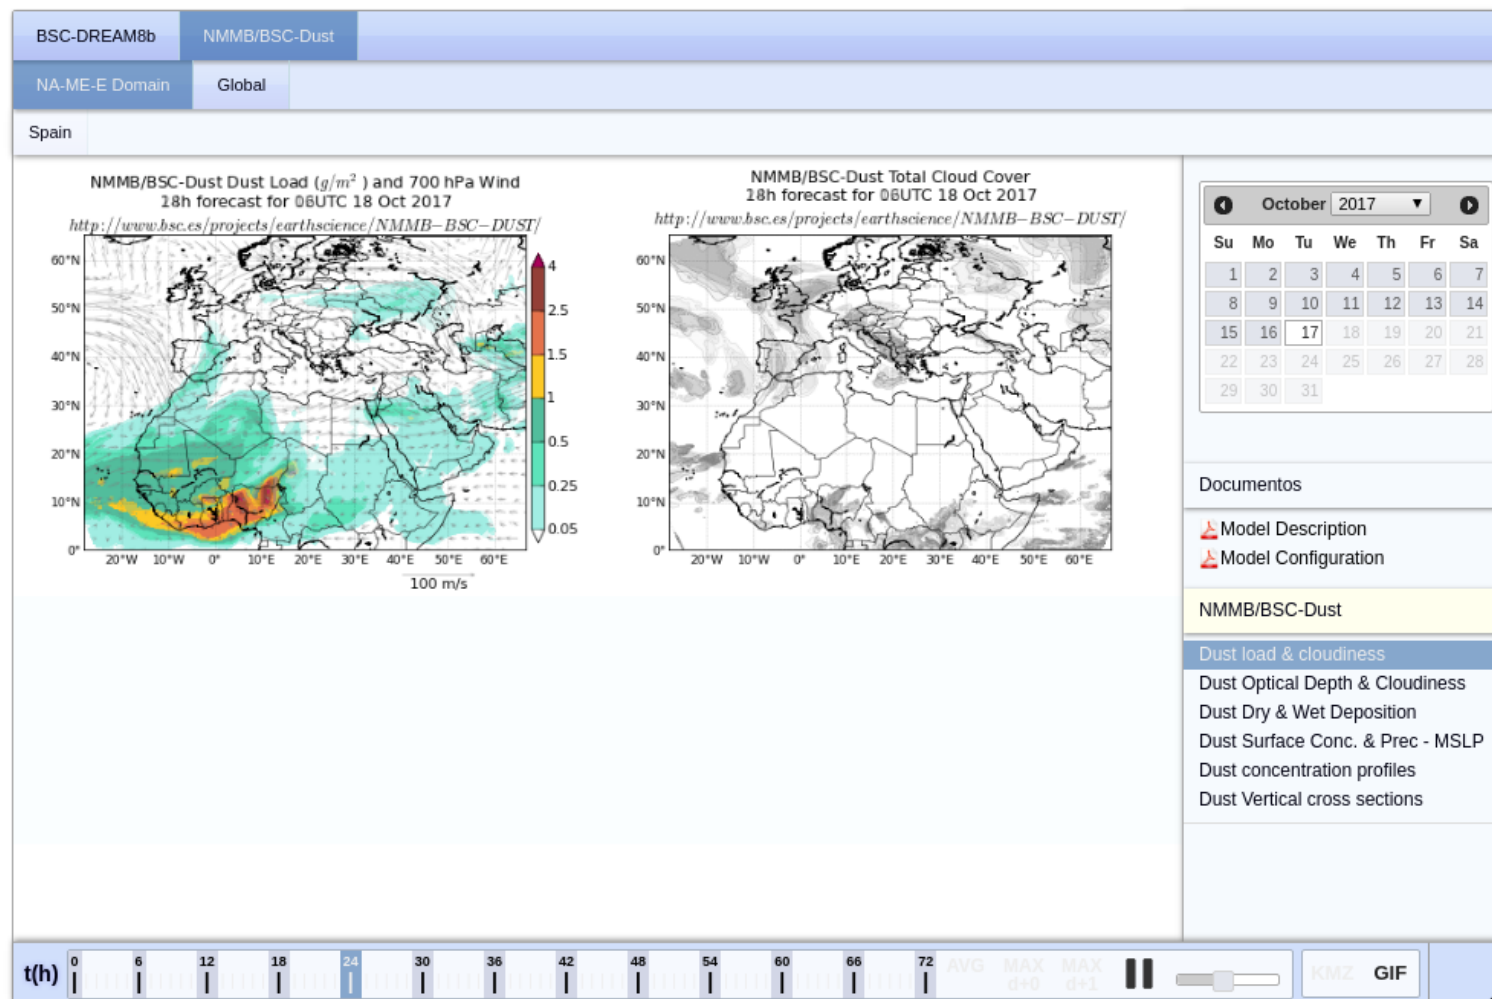 BSC-DREAM8b NMMB/BSC-Dust
NA-ME-E Domain Global
Spain
NMMB/BSC-Dust Dust Load (g/m² ) and 700 hPa Wind
18h forecast for 06UTC 18 Oct 2017
http://www.bsc.es/projects/earthscience/NMMB−BSC−DUST/
60°N
50°N
40°N
30°N
20°N
10°N
0°
20°W 10°W 0° 10°E 20°E 30°E 40°E 50°E 60°E
100 m/s
4
2.5
1.5
1
0.5
0.25
0.05
NMMB/BSC-Dust Total Cloud Cover
18h forecast for 06UTC 18 Oct 2017
http://www.bsc.es/projects/earthscience/NMMB−BSC−DUST/
60°N
50°N
40°N
30°N
20°N
10°N
0°
20°W 10°W 0° 10°E 20°E 30°E 40°E 50°E 60°E
October 2017
Su Mo Tu We Th Fr Sa
1 2 3 4 5 6 7
8 9 10 11 12 13 14
15 16 17 18 19 20 21
22 23 24 25 26 27 28
29 30 31
Documentos
Model Description
Model Configuration
NMMB/BSC-Dust
Dust load & cloudiness
Dust Optical Depth & Cloudiness
Dust Dry & Wet Deposition
Dust Surface Conc. & Prec - MSLP
Dust concentration profiles
Dust Vertical cross sections
t(h) 0 6 12 18 24 30 36 42 48 54 60 66 72 AVG MAX d+0 MAX d+1 KMZ GIF